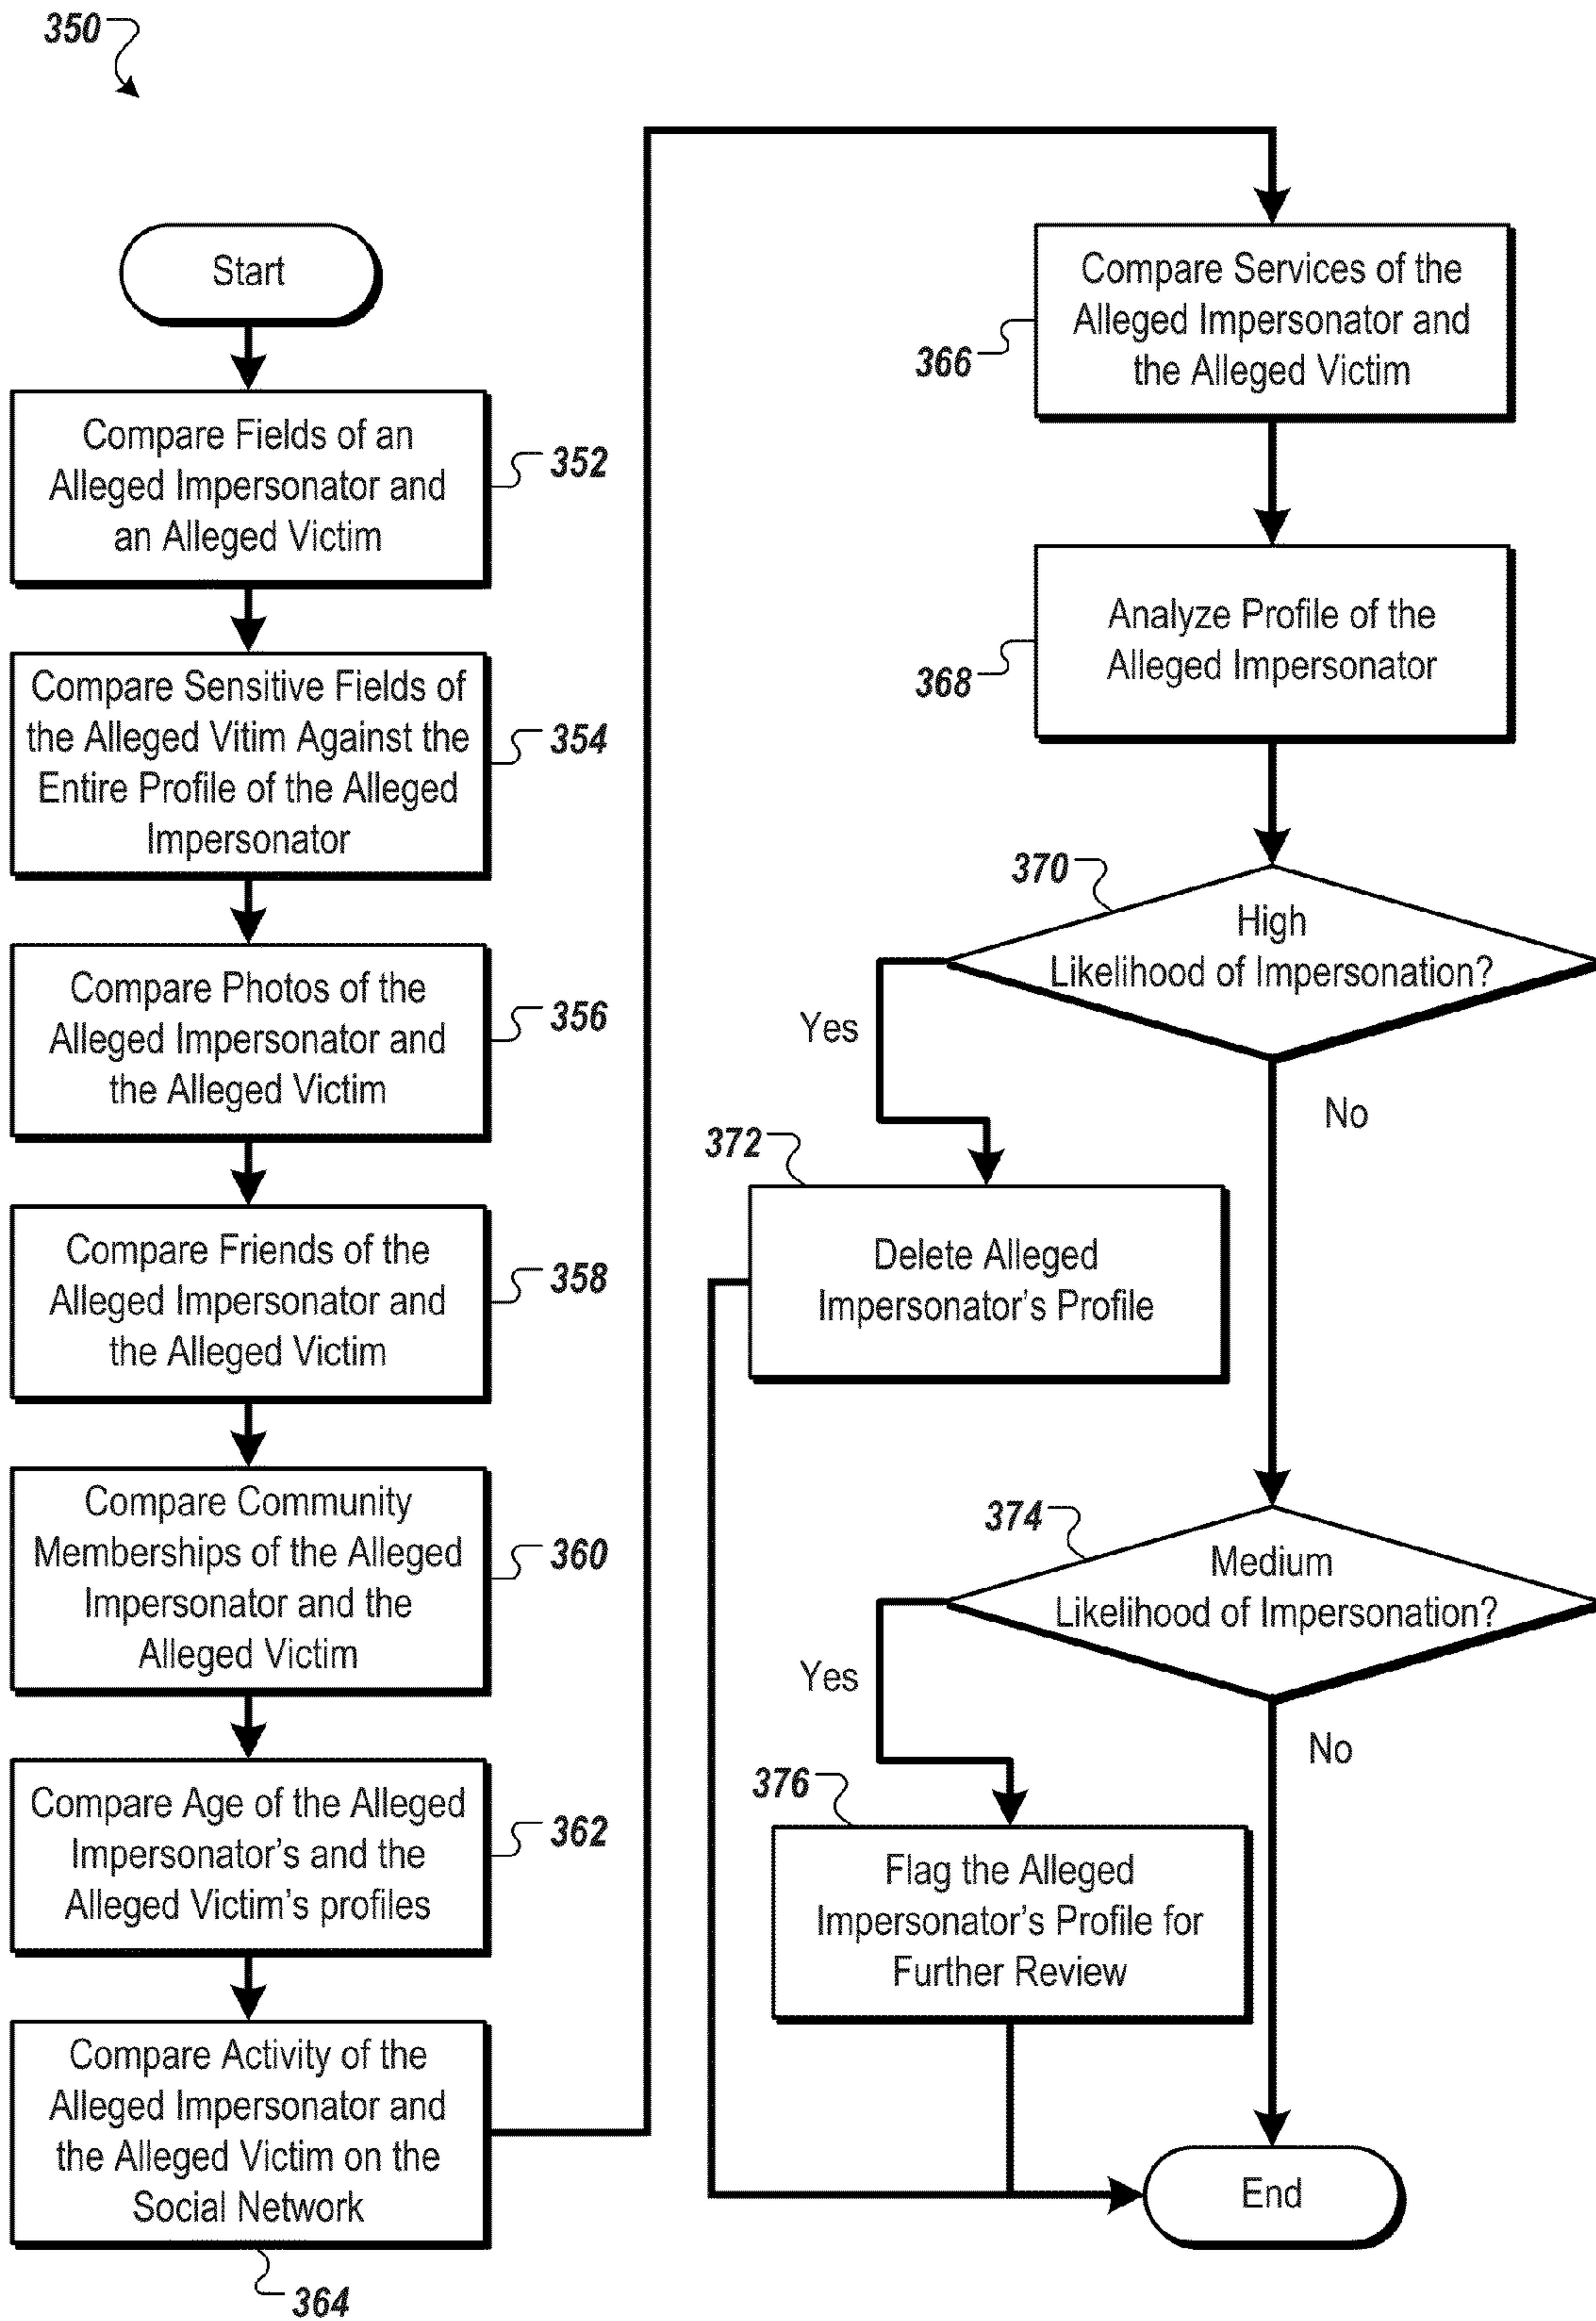 350
Start
Compare Fields of an
Alleged Impersonator and
an Alleged Victim
352
Compare Sensitive Fields of
the Alleged Vitim Against the
Entire Profile of the Alleged
Impersonator
354
Compare Photos of the
Alleged Impersonator and
the Alleged Victim
356
Compare Friends of the
Alleged Impersonator and
the Alleged Victim
358
Compare Community
Memberships of the Alleged
Impersonator and the
Alleged Victim
360
Compare Age of the Alleged
Impersonator's and the
Alleged Victim's profiles
362
Compare Activity of the
Alleged Impersonator and
the Alleged Victim on the
Social Network
364
Compare Services of the
Alleged Impersonator and
the Alleged Victim
366
Analyze Profile of the
Alleged Impersonator
368
370
High
Likelihood of Impersonation?
Yes
No
372
Delete Alleged
Impersonator's Profile
374
Medium
Likelihood of Impersonation?
Yes
No
376
Flag the Alleged
Impersonator's Profile for
Further Review
End